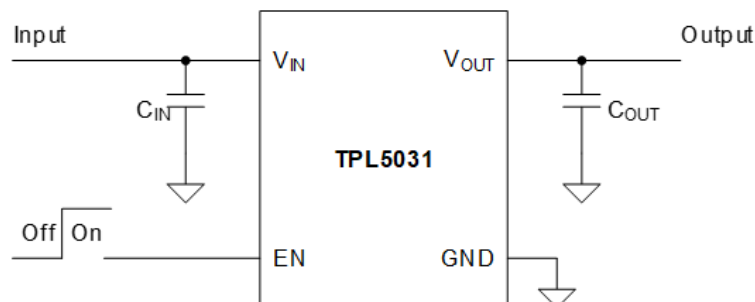 Input
Output
VIN
VOUT
CIN
COUT
TPL5031
Off On
EN
GND